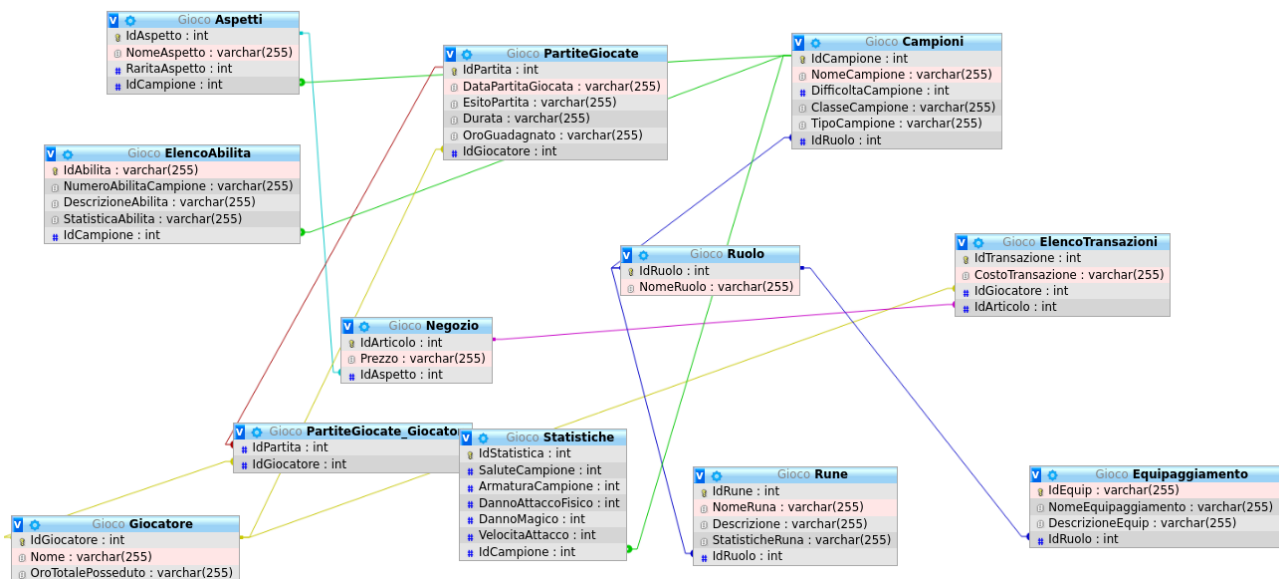 Gioco Aspetti
IdAspetto : int
NomeAspetto : varchar(255)
RaritaAspetto : int
IdCampione : int
Gioco PartiteGiocate
IdPartita : int
DataPartitaGiocata : varchar(255)
EsitoPartita : varchar(255)
Durata : varchar(255)
OroGuadagnato : varchar(255)
IdGiocatore : int
Gioco Campioni
IdCampione : int
NomeCampione : varchar(255)
DifficoltaCampione : int
ClasseCampione : varchar(255)
TipoCampione : varchar(255)
IdRuolo : int
Gioco ElencoAbilita
IdAbilita : varchar(255)
NumeroAbilitaCampione : varchar(255)
DescrizioneAbilita : varchar(255)
StatisticaAbilita : varchar(255)
IdCampione : int
Gioco Ruolo
IdRuolo : int
NomeRuolo : varchar(255)
Gioco ElencoTransazioni
IdTransazione : int
CostoTransazione : varchar(255)
IdGiocatore : int
IdArticolo : int
Gioco Negozio
IdArticolo : int
Prezzo : varchar(255)
IdAspetto : int
Gioco PartiteGiocate_Giocato
IdPartita : int
IdGiocatore : int
Gioco Statistiche
IdStatistica : int
SaluteCampione : int
ArmaturaCampione : int
DannoAttaccoFisico : int
DannoMagico : int
VelocitaAttacco : int
IdCampione : int
Gioco Rune
IdRune : int
NomeRuna : varchar(255)
Descrizione : varchar(255)
StatisticheRuna : varchar(255)
IdRuolo : int
Gioco Equipaggiamento
IdEquip : varchar(255)
NomeEquipaggiamento : varchar(255)
DescrizioneEquip : varchar(255)
IdRuolo : int
Gioco Giocatore
IdGiocatore : int
Nome : varchar(255)
OroTotalePosseduto : varchar(255)